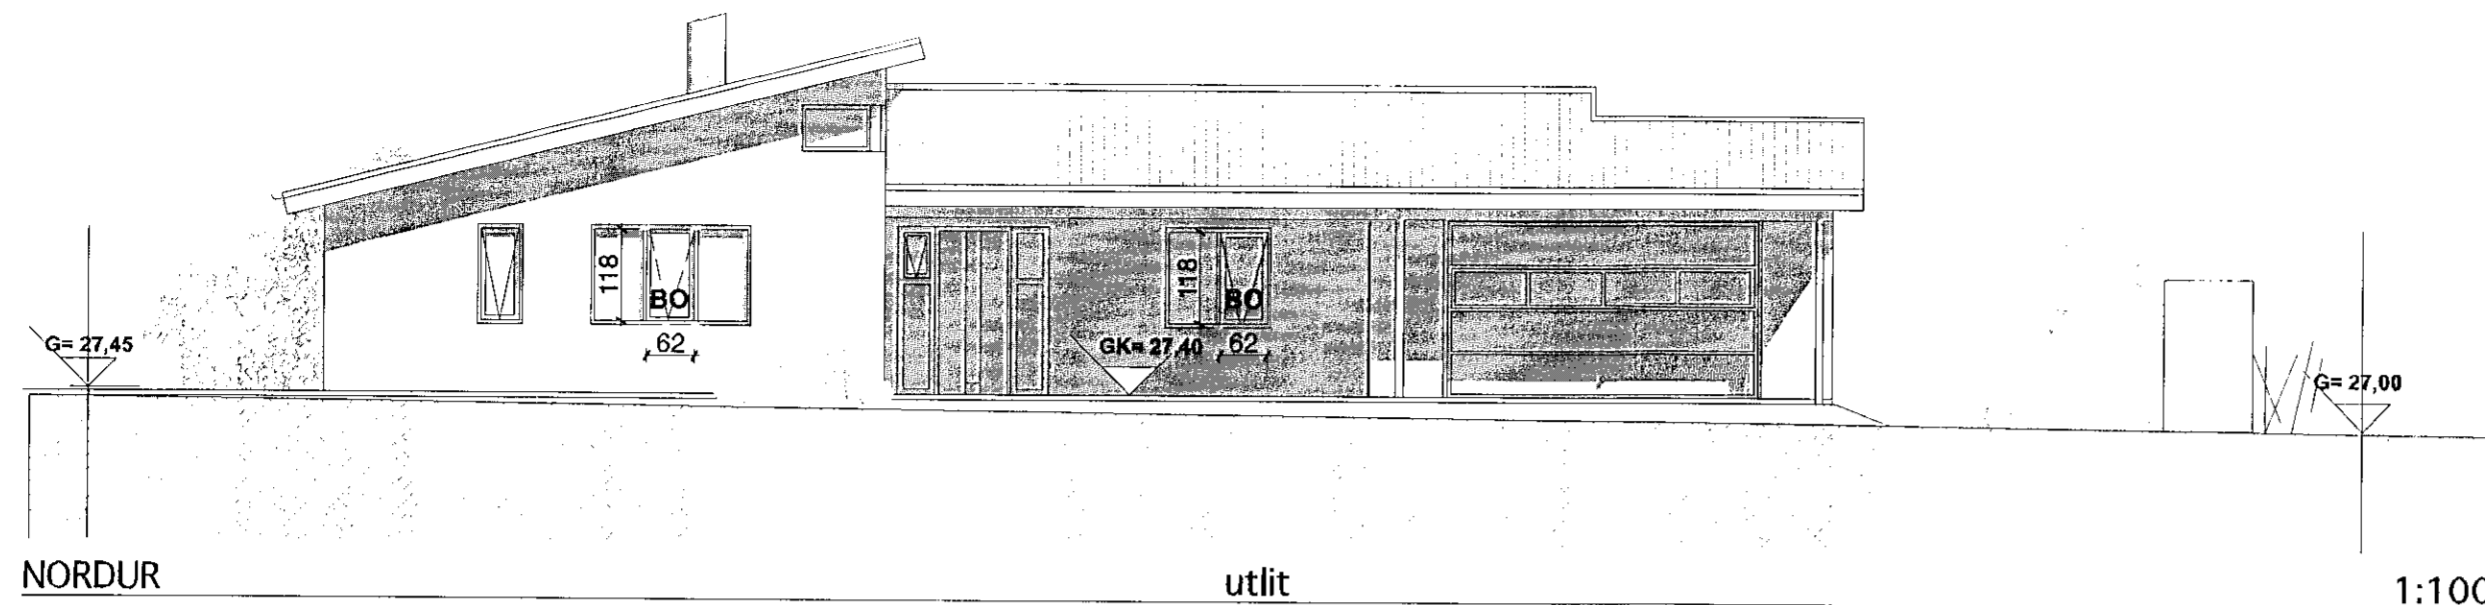 G= 27,45
118
BO
62
118
BO
GK= 27,40
62
G= 27,00
NORDUR
utlit
1:100